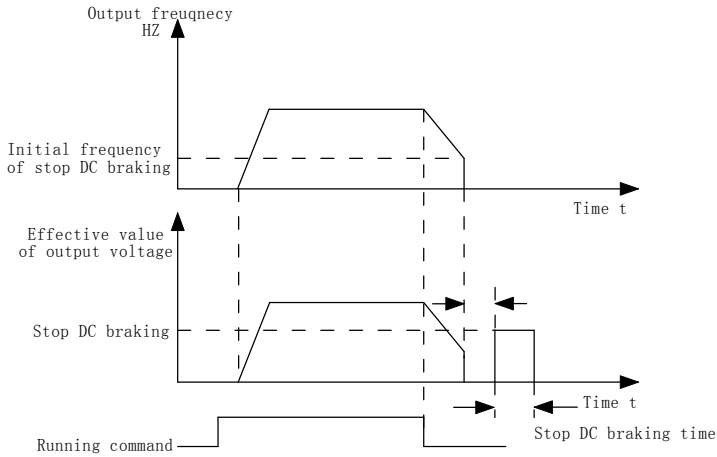 Output freuqnecy
HZ
Initial frequency
of stop DC braking
Time t
Effective value
of output voltage
Stop DC braking
Time t
Stop DC braking time
Running command